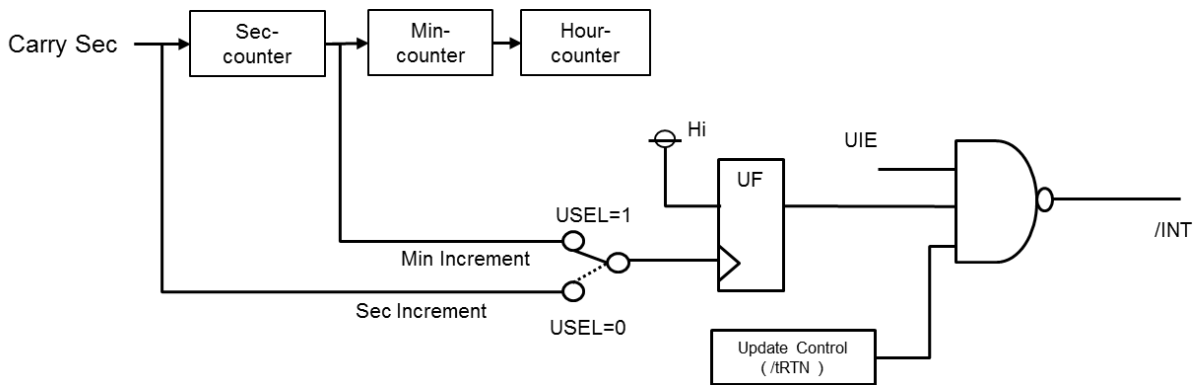 Carry Sec
Sec-
counter
Min-
counter
Hour-
counter
Hi
UF
UIE
/INT
USEL=1
Min Increment
Sec Increment
USEL=0
Update Control
( /tRTN )